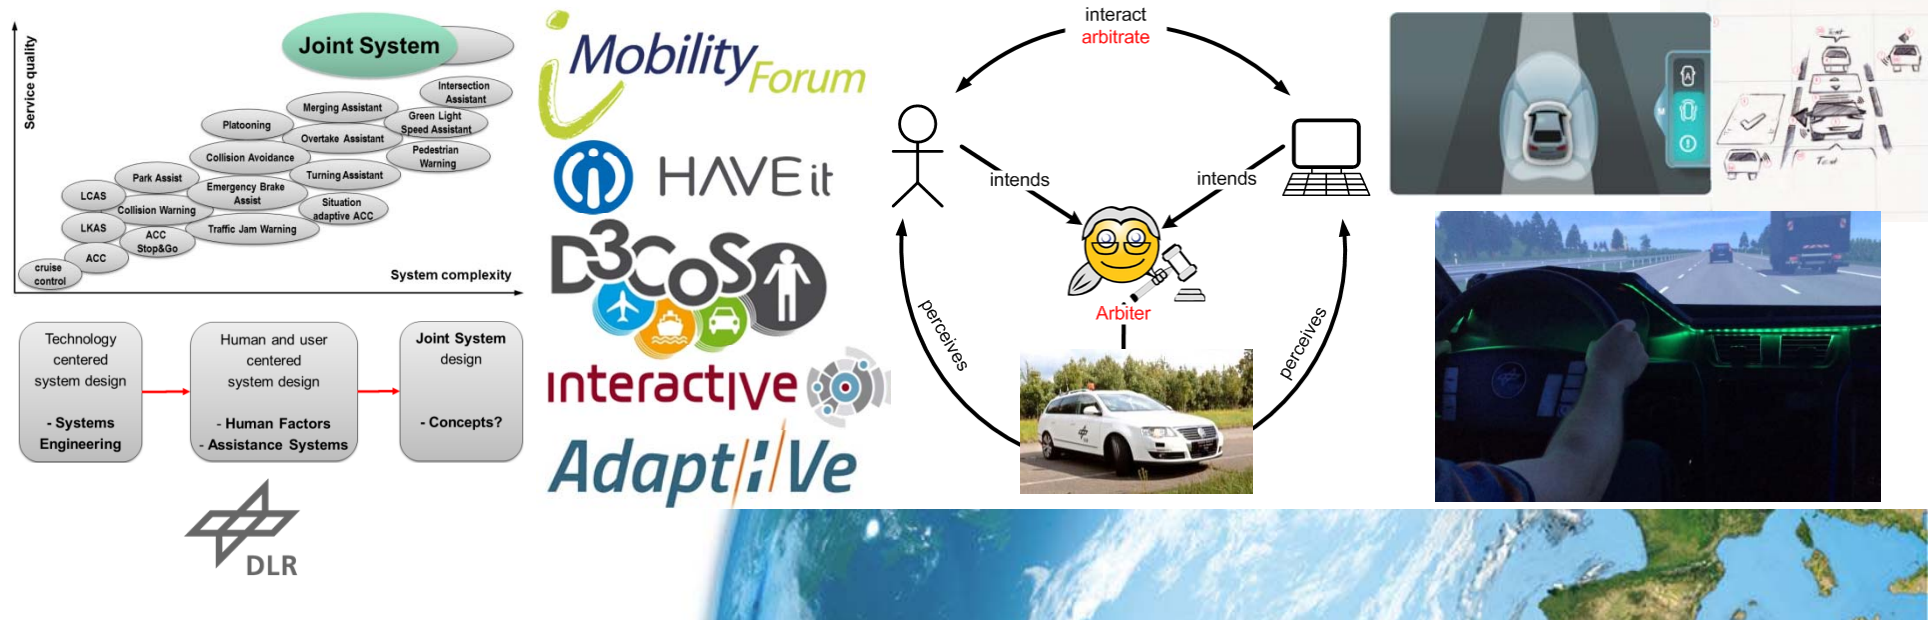 Service quality
Joint System
Intersection
Assistant
Merging Assistant
Green Light
Speed Assistant
Platooning
Overtake Assistant
Pedestrian
Warning
Collision Avoidance
Park Assist
Turning Assistant
LCAS
Emergency Brake
Assist
Collision Warning
Situation
adaptive ACC
LKAS
Traffic Jam Warning
ACC
Stop&Go
ACC
cruise
control
System complexity
Technology
centered
system design
- Systems
Engineering
Human and user
centered
system design
- Human Factors
- Assistance Systems
Joint System
design
- Concepts?
DLR
iMobility
Forum
HAVEit
D3CoS
interactive
AdaptIVe
interact
arbitrate
intends
intends
Arbiter
perceives
perceives
A
M
Text
Text